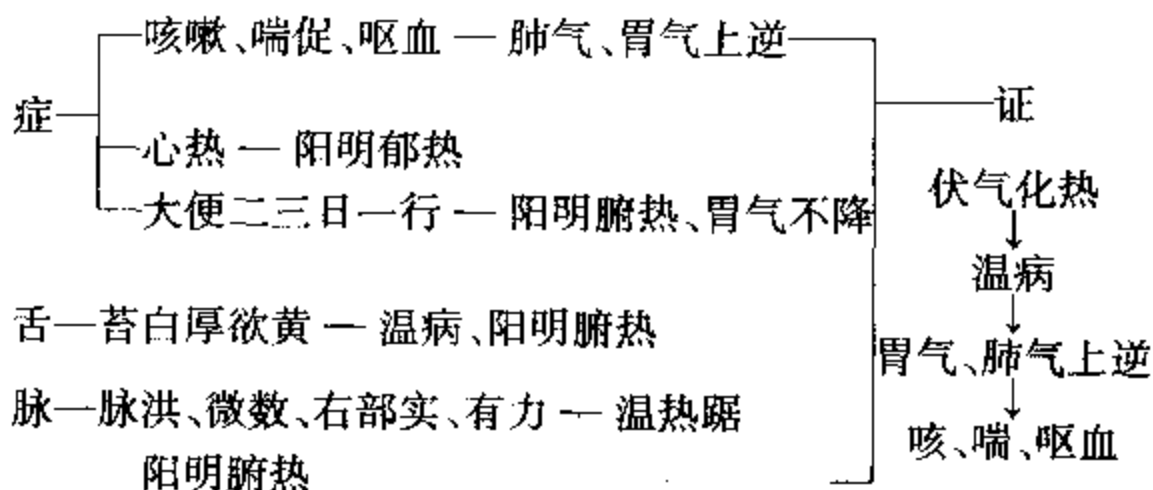 咳嗽、喘促、呕血 — 肺气、胃气上逆
症
证
心热 — 阳明郁热
大便二三日一行 — 阳明腑热、胃气不降
舌—苔白厚欲黄 — 温病、阳明腑热
脉—脉洪、微数、右部实、有力 — 温热踞
阳明腑热
伏气化热
温病
胃气、肺气上逆
咳、喘、呕血